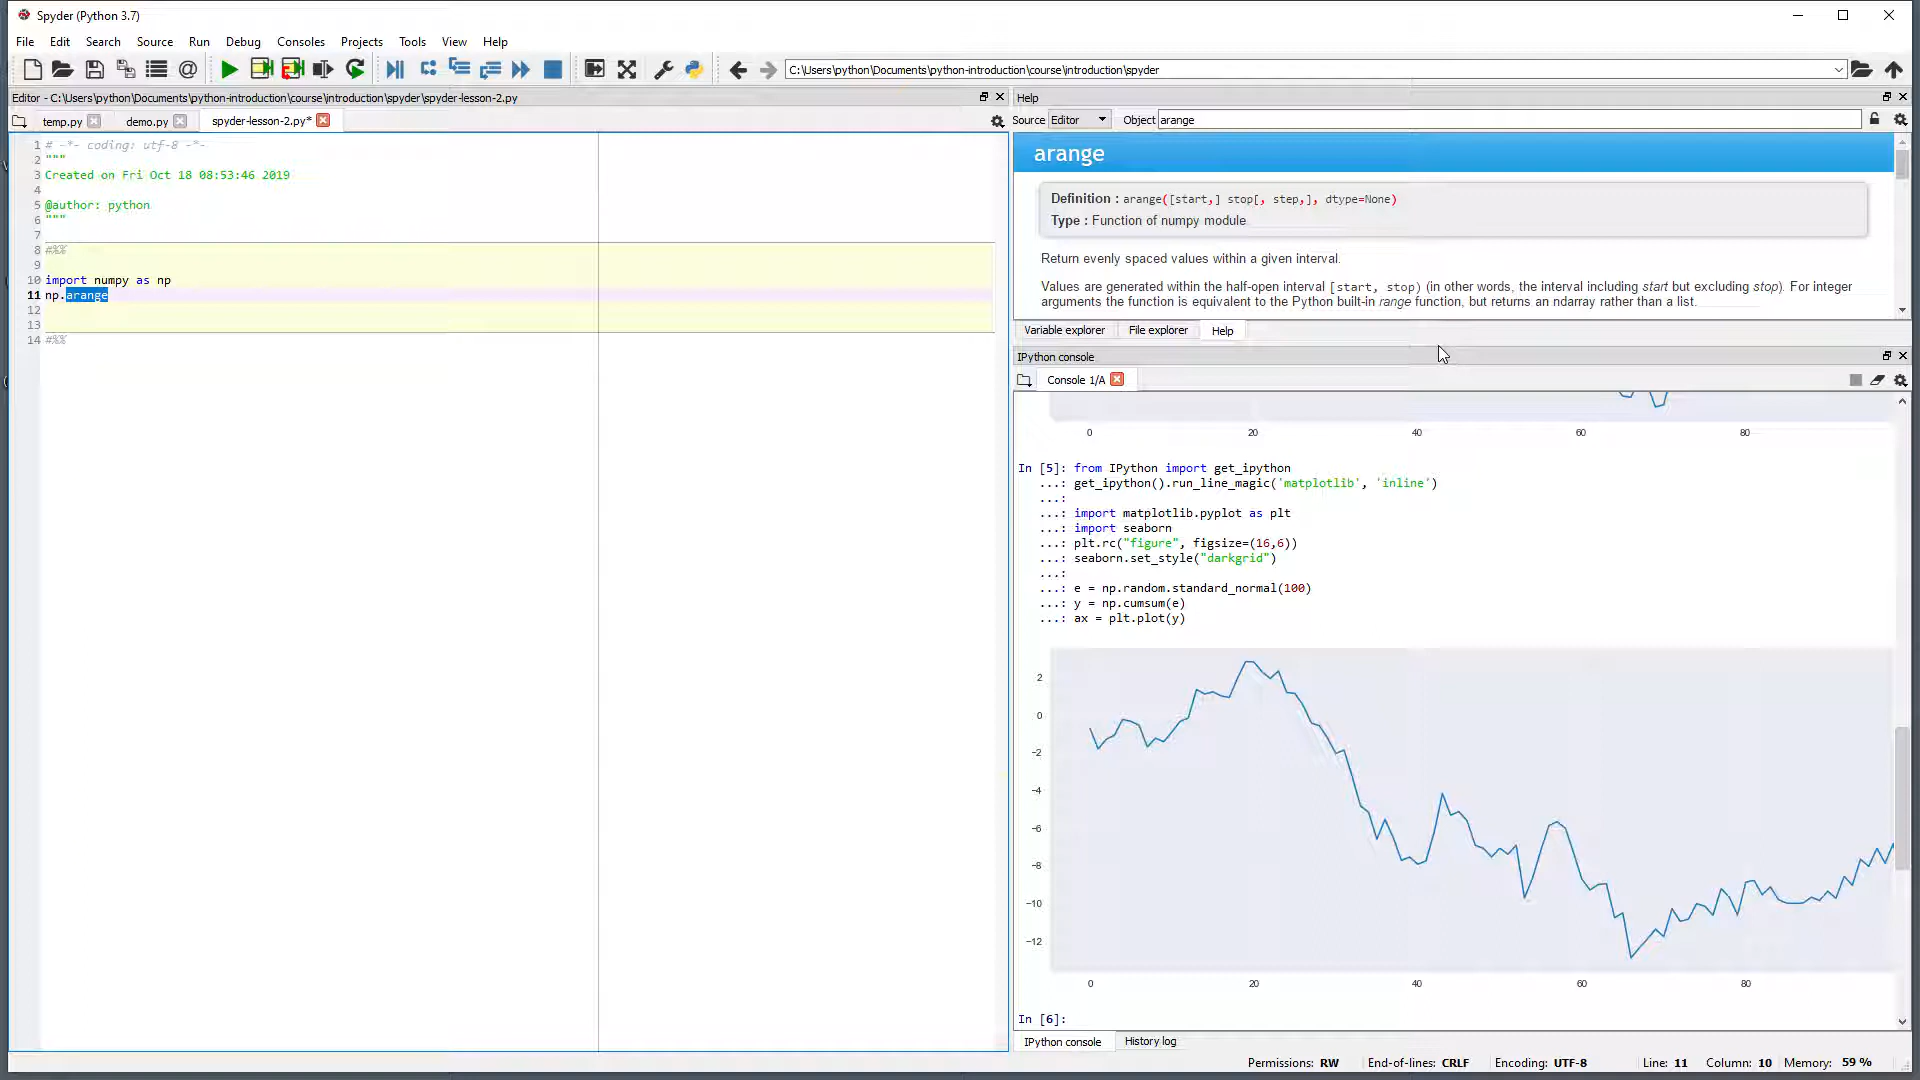 Spyder (Python 3.7)
File Edit Search Source Run Debug Consoles Projects Tools View Help
C:\Users\python\Documents\python-introduction\course\introduction\spyder
Editor - C:\Users\python\Documents\python-introduction\course\introduction\spyder\spyder-lesson-2.py
temp.py demo.py spyder-lesson-2.py*
1 # -*- coding: utf-8 -*-
2 """
3 Created on Fri Oct 18 08:53:46 2019
4
5 @author: python
6 """
7
8 #%%
9
10 import numpy as np
11 np.arange
12
13
14 #%%
Help
Source Editor Object arange
arange
Definition : arange([start,] stop[, step,], dtype=None)
Type : Function of numpy module
Return evenly spaced values within a given interval.
Values are generated within the half-open interval [start, stop) (in other words, the interval including start but excluding stop). For integer
arguments the function is equivalent to the Python built-in range function, but returns an ndarray rather than a list.
Variable explorer File explorer Help
IPython console
Console 1/A
0 20 40 60 80
In [5]: from IPython import get_ipython
...: get_ipython().run_line_magic('matplotlib', 'inline')
...:
...: import matplotlib.pyplot as plt
...: import seaborn
...: plt.rc("figure", figsize=(16,6))
...: seaborn.set_style("darkgrid")
...:
...: e = np.random.standard_normal(100)
...: y = np.cumsum(e)
...: ax = plt.plot(y)
2
0
−2
−4
−6
−8
−10
−12
0 20 40 60 80
In [6]:
IPython console History log
Permissions: RW End-of-lines: CRLF Encoding: UTF-8 Line: 11 Column: 10 Memory: 59 %